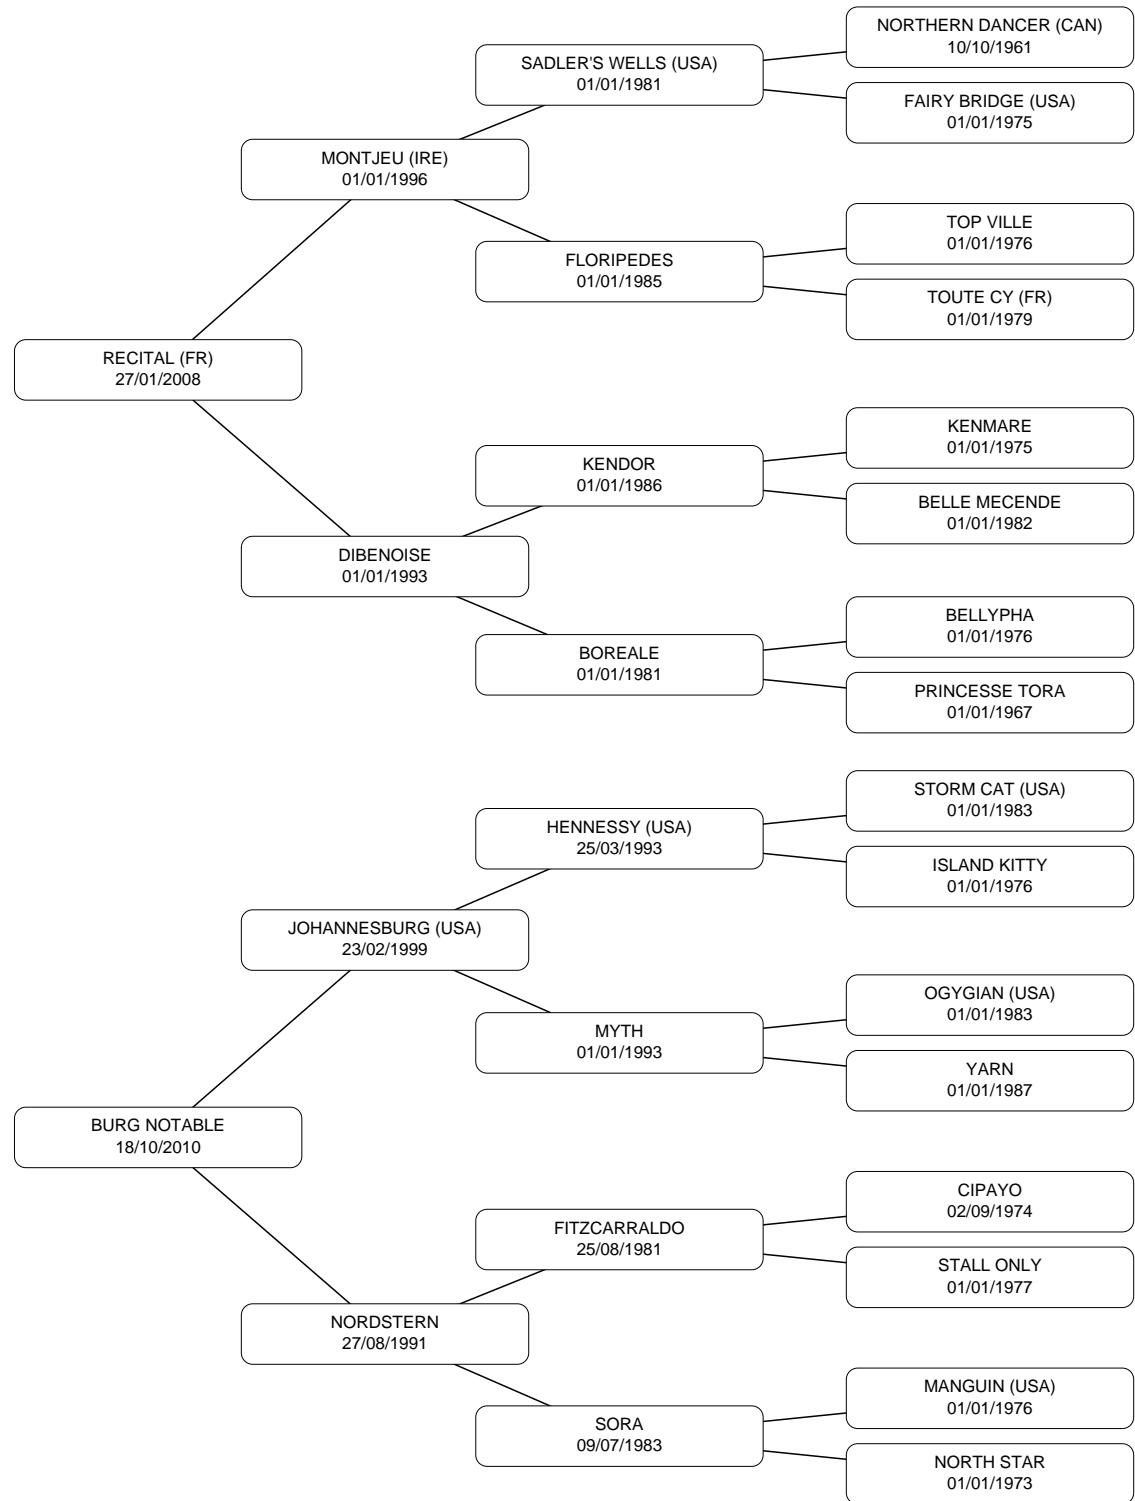 NORTHERN DANCER (CAN)
10/10/1961
SADLER'S WELLS (USA)
01/01/1981
FAIRY BRIDGE (USA)
01/01/1975
MONTJEU (IRE)
01/01/1996
TOP VILLE
01/01/1976
FLORIPEDES
01/01/1985
TOUTE CY (FR)
01/01/1979
RECITAL (FR)
27/01/2008
KENMARE
01/01/1975
KENDOR
01/01/1986
BELLE MECENDE
01/01/1982
DIBENOISE
01/01/1993
BELLYPHA
01/01/1976
BOREALE
01/01/1981
PRINCESSE TORA
01/01/1967
STORM CAT (USA)
01/01/1983
HENNESSY (USA)
25/03/1993
ISLAND KITTY
01/01/1976
JOHANNESBURG (USA)
23/02/1999
OGYGIAN (USA)
01/01/1983
MYTH
01/01/1993
YARN
01/01/1987
BURG NOTABLE
18/10/2010
CIPAYO
02/09/1974
FITZCARRALDO
25/08/1981
STALL ONLY
01/01/1977
NORDSTERN
27/08/1991
MANGUIN (USA)
01/01/1976
SORA
09/07/1983
NORTH STAR
01/01/1973